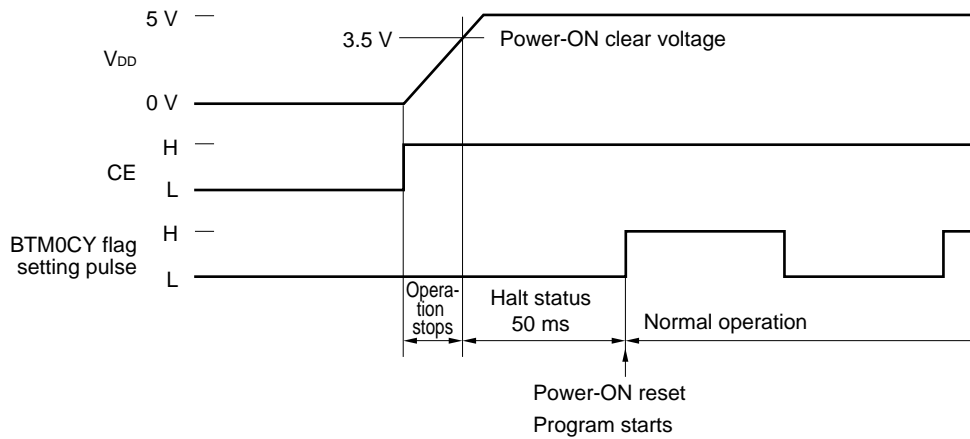 5 V
3.5 V
Power-ON clear voltage
VDD
0 V
H
CE
L
H
BTM0CY flag
setting pulse
L
Opera-
tion
stops
Halt status
50 ms
Normal operation
Power-ON reset
Program starts